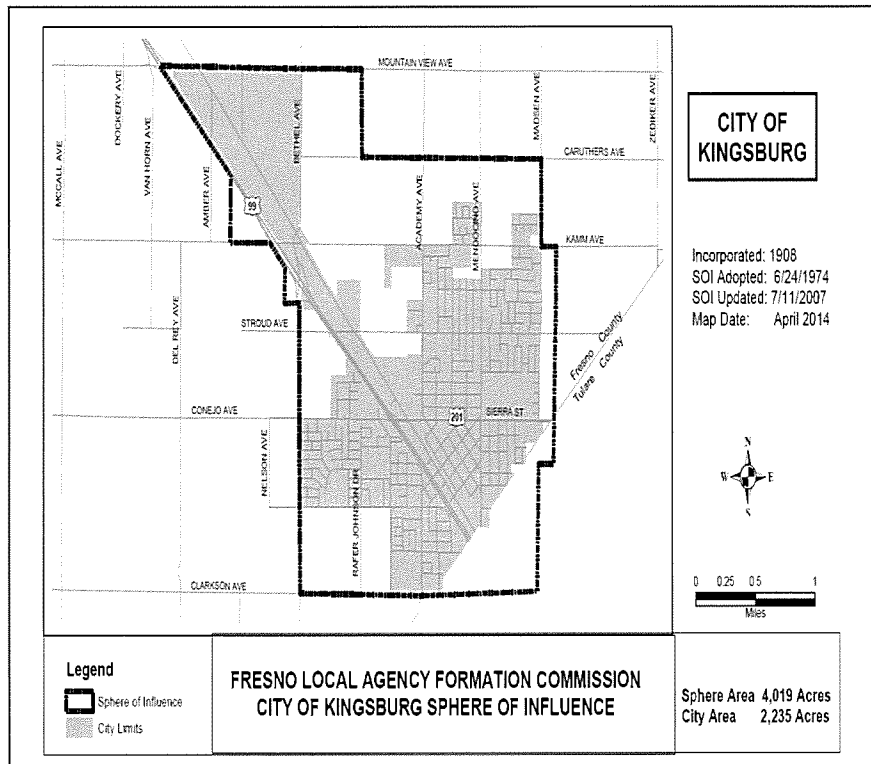 MOUNTAIN VIEW AVE
DOCKERY AVE
VAN HORN AVE
MCCALL AVE
AMBER AVE
BETHEL AVE
MADSEN AVE
ZEDIKER AVE
CARUTHERS AVE
99
ACADEMY AVE
MENDOCINO AVE
KAMM AVE
DEL REY AVE
STROUD AVE
Fresno County
Tulare County
CONEJO AVE
201
SIERRA ST
NELSON AVE
RAFER JOHNSON DR
CLARKSON AVE
CITY OF
KINGSBURG
Incorporated: 1908
SOI Adopted: 6/24/1974
SOI Updated: 7/11/2007
Map Date: April 2014
N
W E
S
0 0.25 0.5 1
Miles
Legend
Sphere of Influence
City Limits
FRESNO LOCAL AGENCY FORMATION COMMISSION
CITY OF KINGSBURG SPHERE OF INFLUENCE
Sphere Area 4,019 Acres
City Area 2,235 Acres